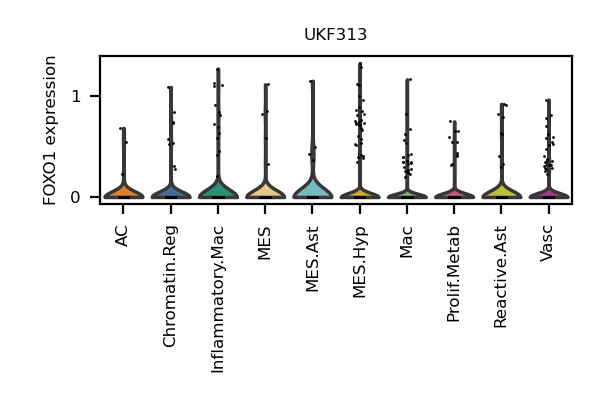 UKF313
FOXO1 expression
1
0
AC
Chromatin.Reg
Inflammatory.Mac
MES
MES.Ast
MES.Hyp
Mac
Prolif.Metab
Reactive.Ast
Vasc